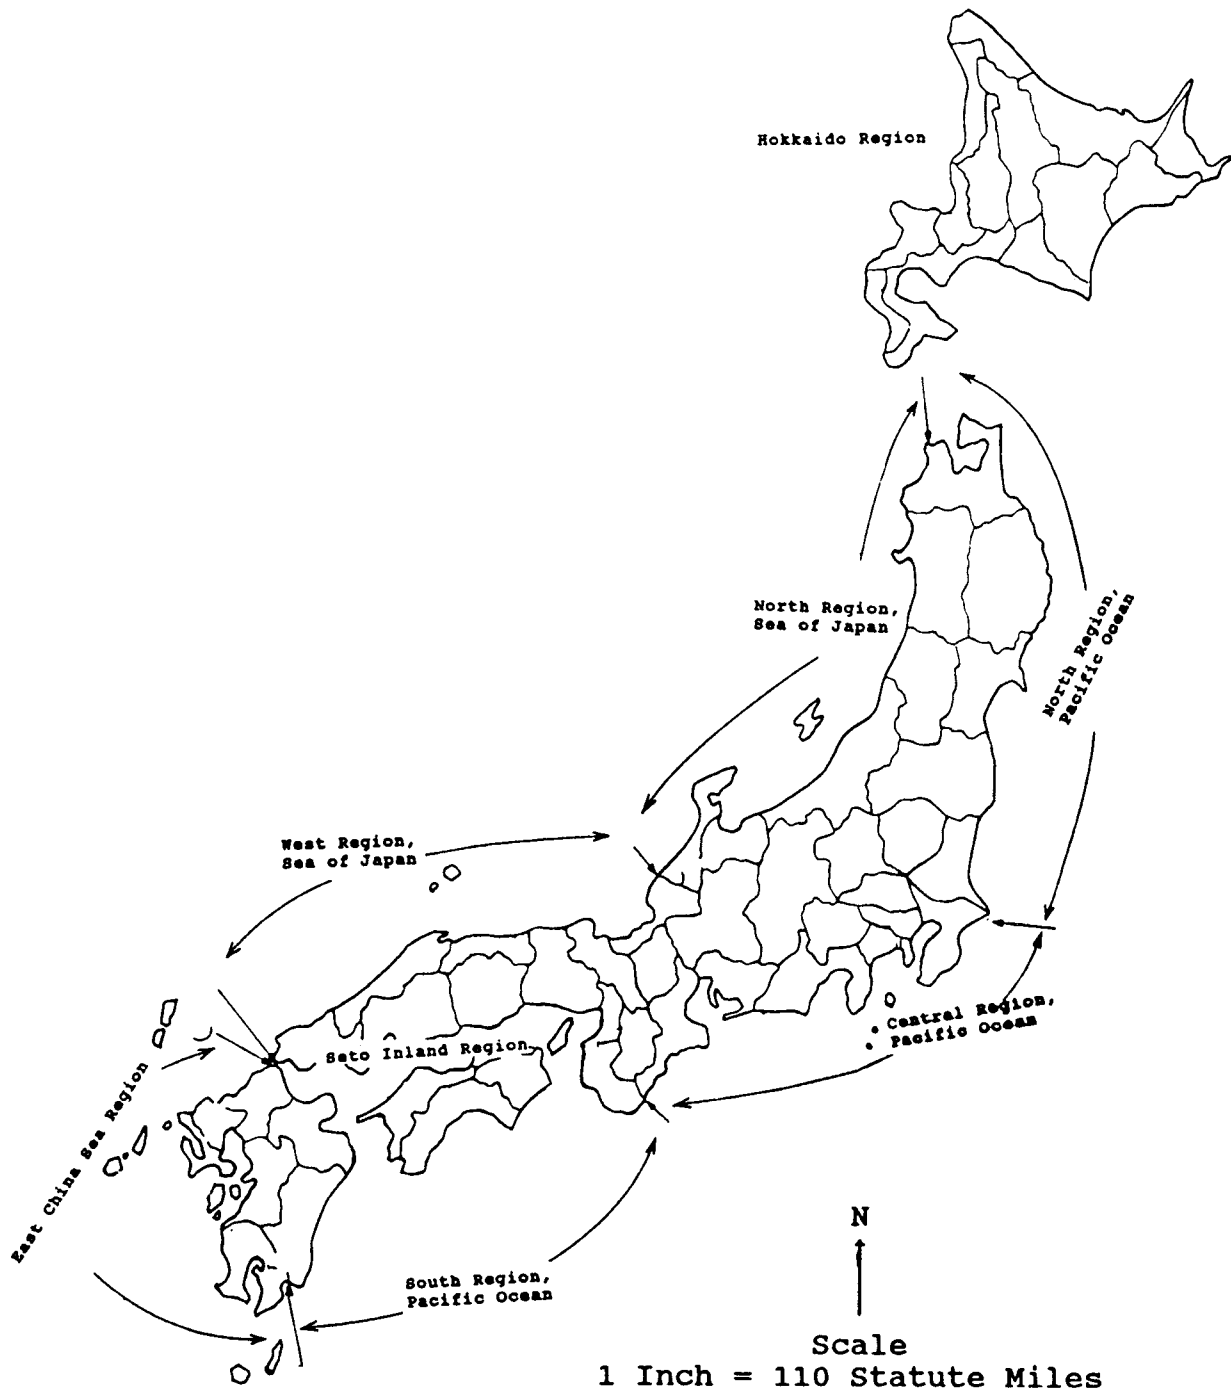 Hokkaido Region
North Region,
Sea of Japan
North Region,
Pacific Ocean
West Region,
Sea of Japan
Central Region,
Pacific Ocean
Seto Inland Region
East China Sea Region
South Region,
Pacific Ocean
N
Scale
1 Inch = 110 Statute Miles